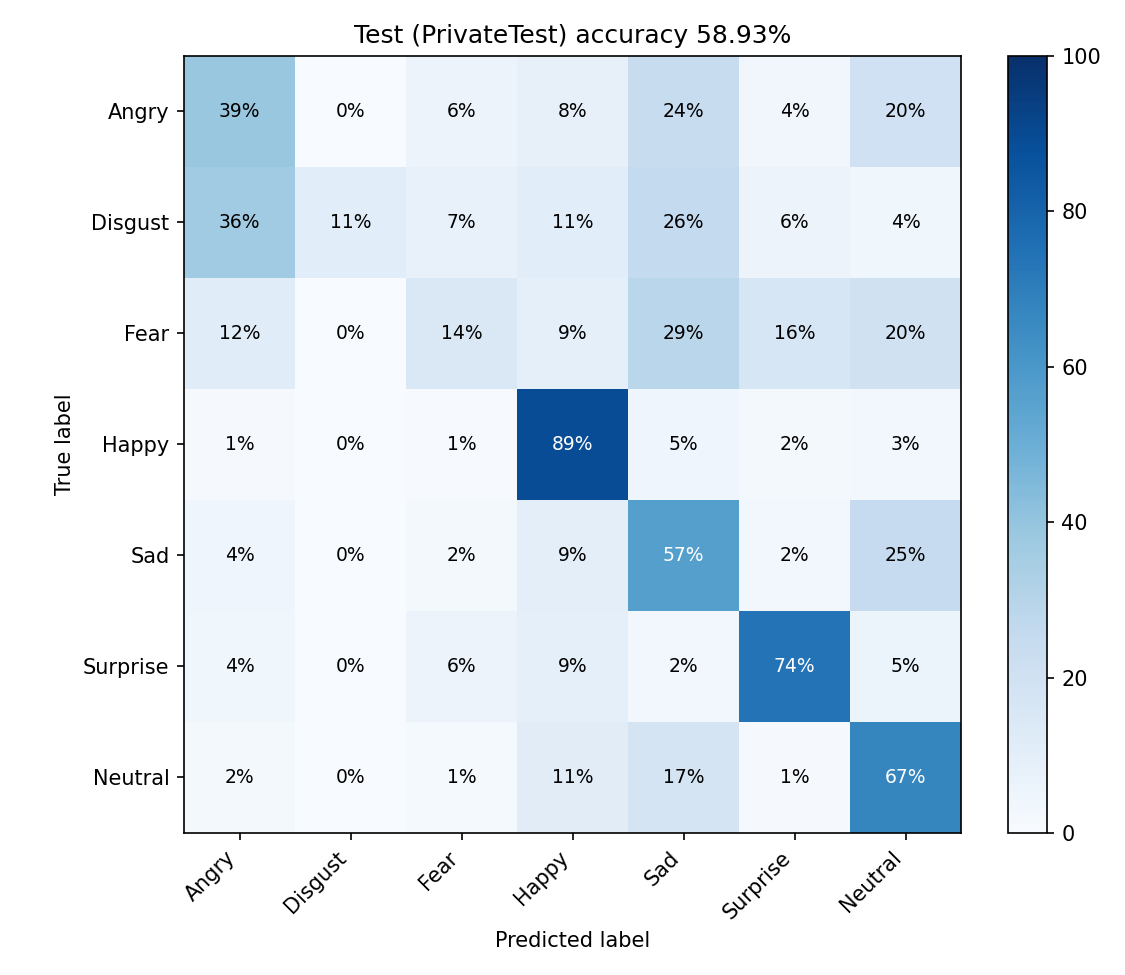 Test (PrivateTest) accuracy 58.93%
Angry 39% 0% 6% 8% 24% 4% 20%
Disgust 36% 11% 7% 11% 26% 6% 4%
Fear 12% 0% 14% 9% 29% 16% 20%
Happy 1% 0% 1% 89% 5% 2% 3%
Sad 4% 0% 2% 9% 57% 2% 25%
Surprise 4% 0% 6% 9% 2% 74% 5%
Neutral 2% 0% 1% 11% 17% 1% 67%
Angry Disgust Fear Happy Sad Surprise Neutral
Predicted label
True label
100
80
60
40
20
0